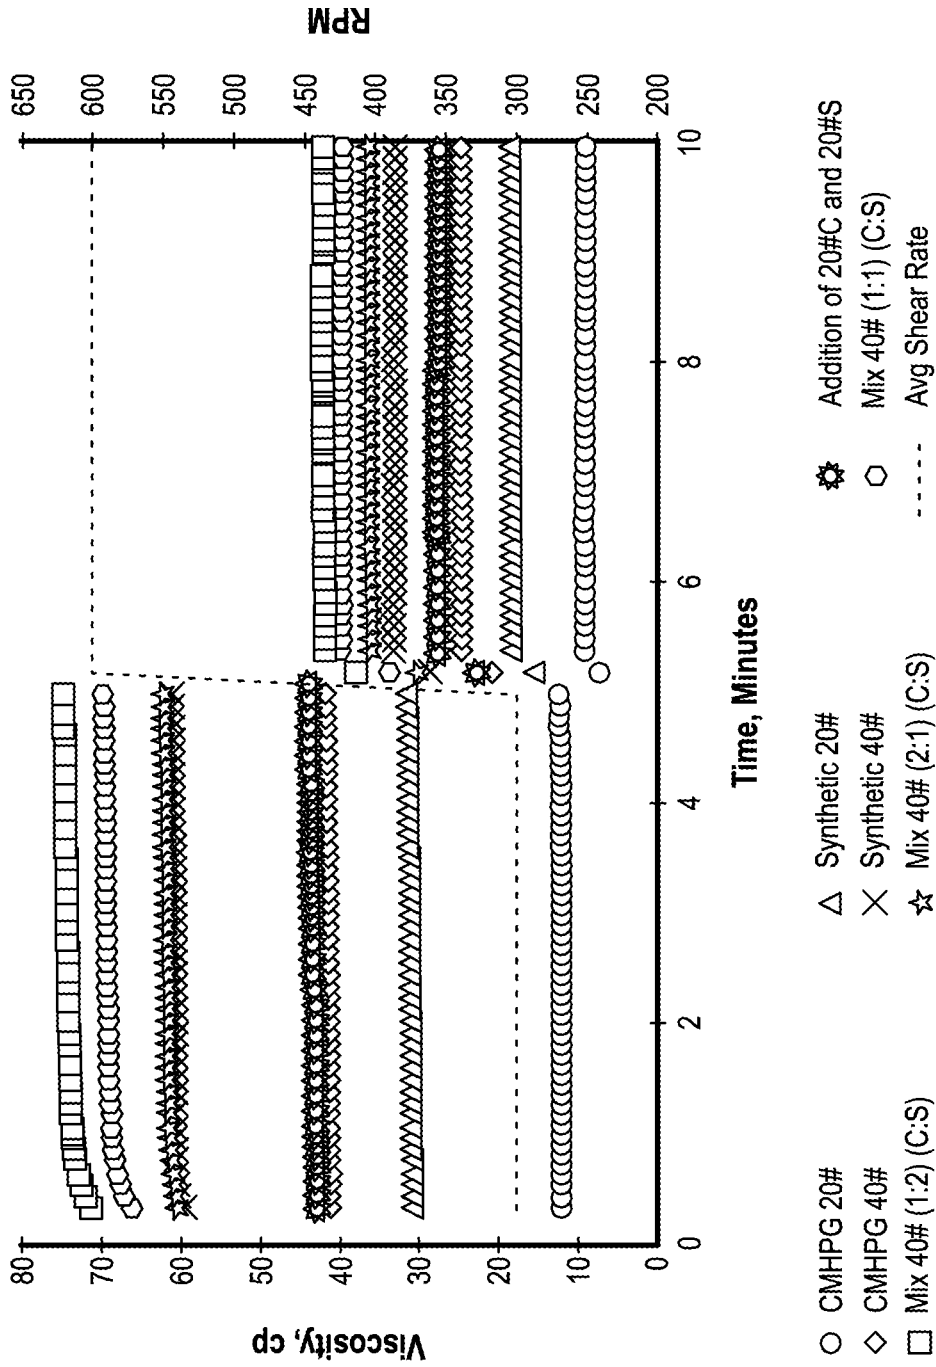 Viscosity, cp
80
70
60
50
40
30
20
10
0
RPM
650
600
550
500
450
400
350
300
250
200
0
2
4
6
8
10
Time, Minutes
CMHPG 20#
CMHPG 40#
Mix 40# (1:2) (C:S)
Synthetic 20#
Synthetic 40#
Mix 40# (2:1) (C:S)
Addition of 20#C and 20#S
Mix 40# (1:1) (C:S)
Avg Shear Rate